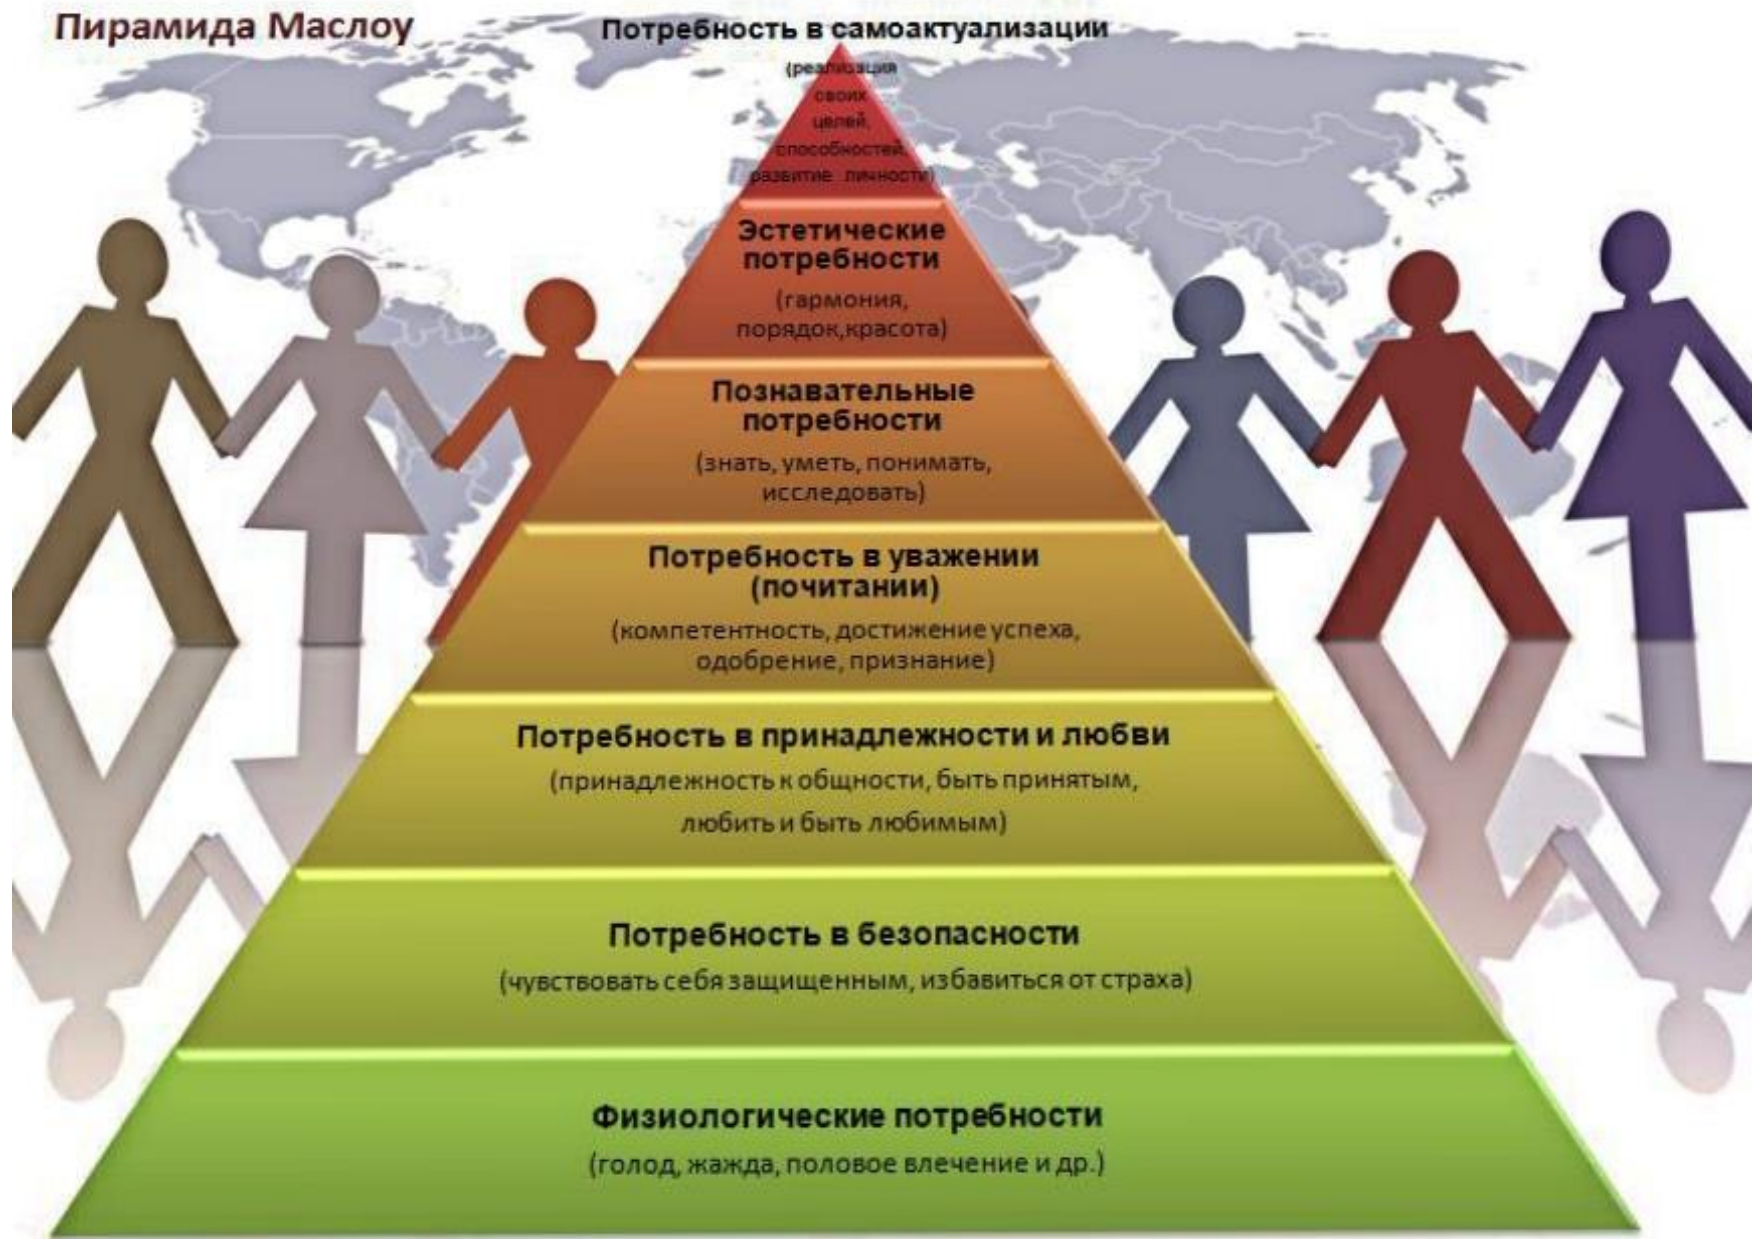 Пирамида Маслоу
Потребность в самоактуализации
(реализация
своих
целей,
способностей,
развитие личности)
Эстетические
потребности
(гармония,
порядок,красота)
Познавательные
потребности
(знать, уметь, понимать,
исследовать)
Потребность в уважении
(почитании)
(компетентность, достижение успеха,
одобрение, признание)
Потребность в принадлежности и любви
(принадлежность к общности, быть принятым,
любить и быть любимым)
Потребность в безопасности
(чувствовать себя защищенным, избавиться от страха)
Физиологические потребности
(голод, жажда, половое влечение и др.)